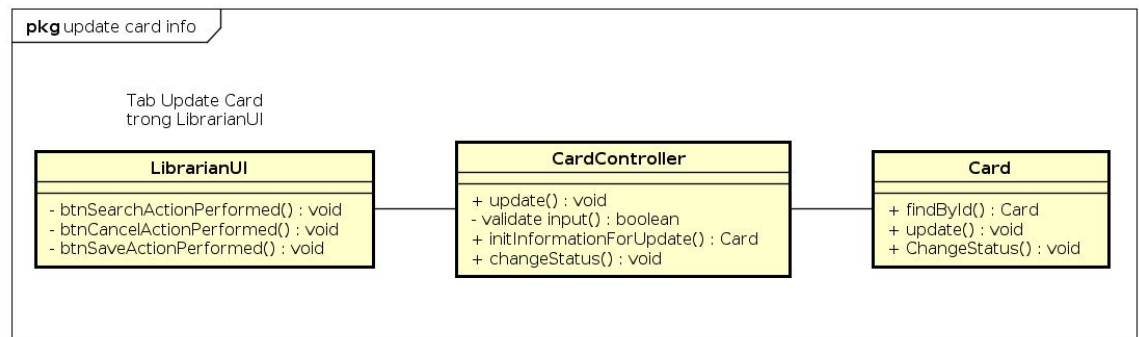 pkg update card info
Tab Update Card
trong LibrarianUI
LibrarianUI
- btnSearchActionPerformed() : void
- btnCancelActionPerformed() : void
- btnSaveActionPerformed() : void
CardController
+ update() : void
- validate input() : boolean
+ initInformationForUpdate() : Card
+ changeStatus() : void
Card
+ findById() : Card
+ update() : void
+ ChangeStatus() : void